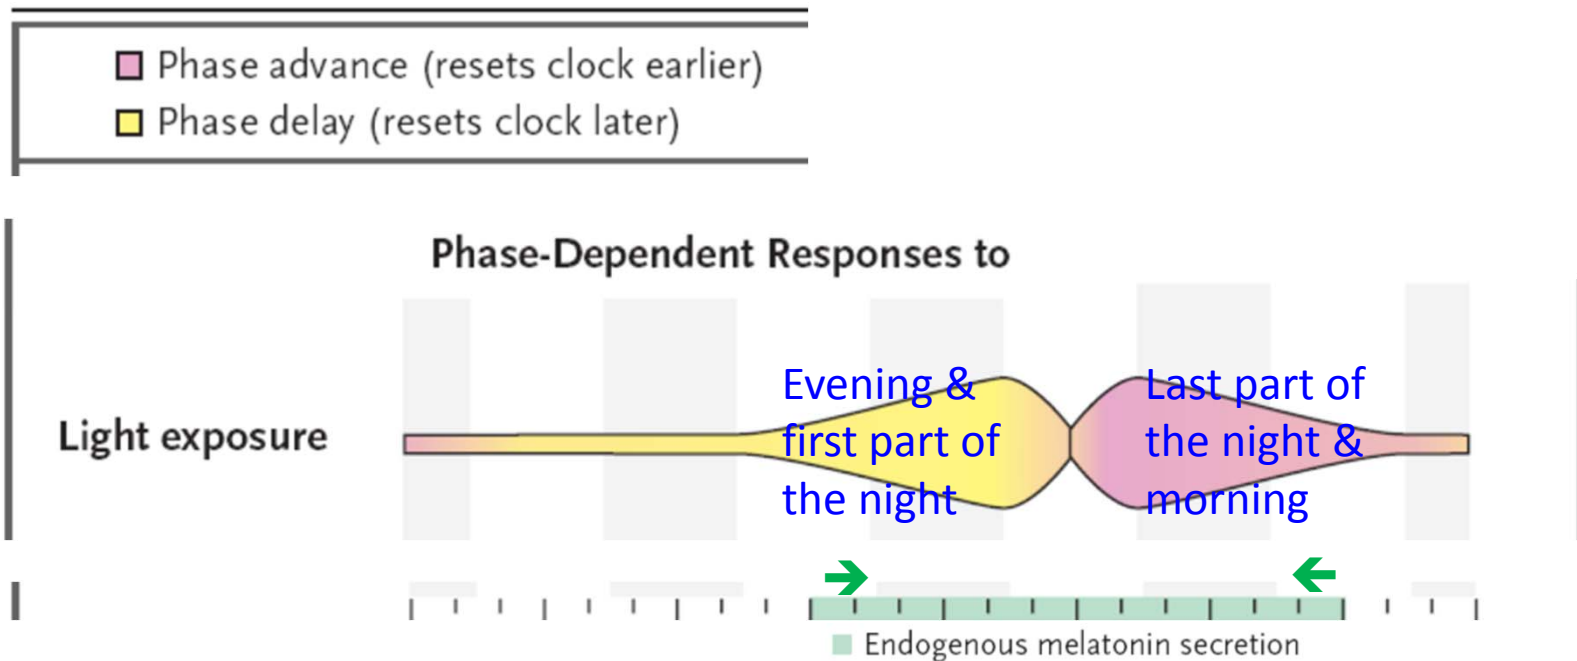 Phase advance (resets clock earlier)
Phase delay (resets clock later)
Phase-Dependent Responses to
Light exposure
Evening &
first part of
the night
Last part of
the night &
morning
Endogenous melatonin secretion